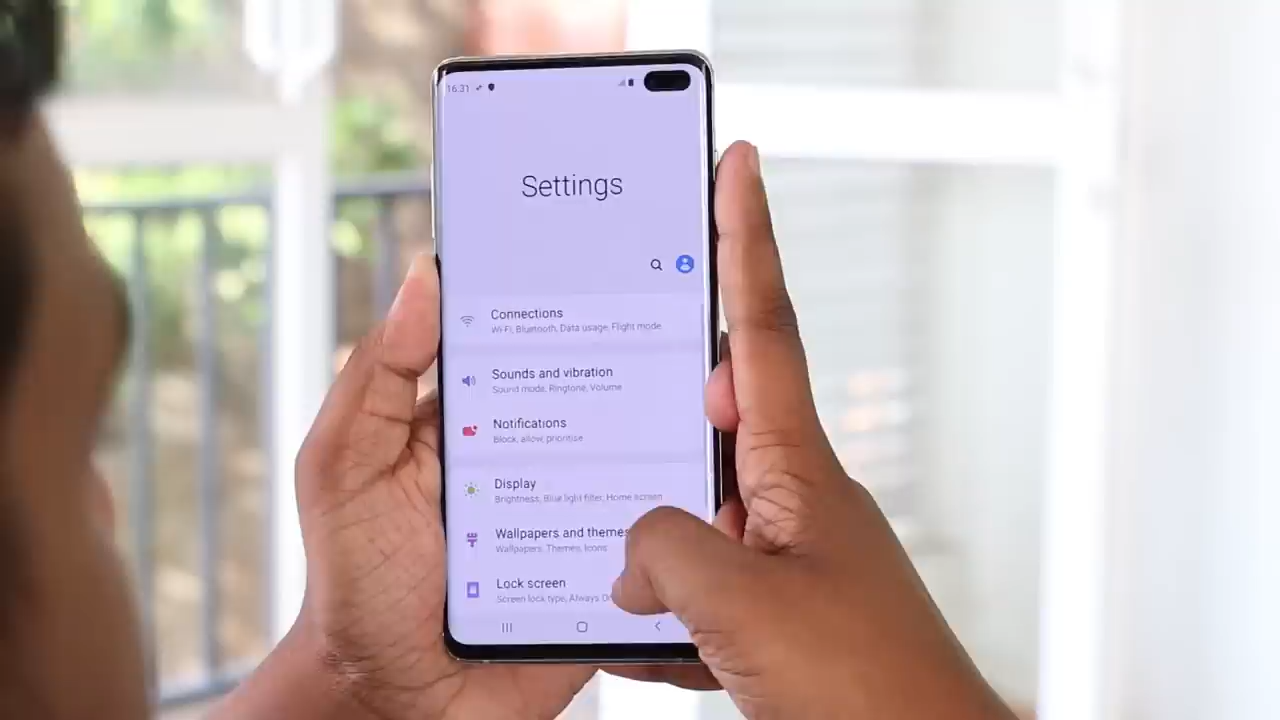 16:31
Settings
Connections
Wi-Fi, Bluetooth, Data usage, Flight mode
Sounds and vibration
Sound mode, Ringtone, Volume
Notifications
Block, allow, prioritise
Display
Brightness, Blue light filter, Home screen
Wallpapers and themes
Wallpapers, Themes, Icons
Lock screen
Screen lock type, Always